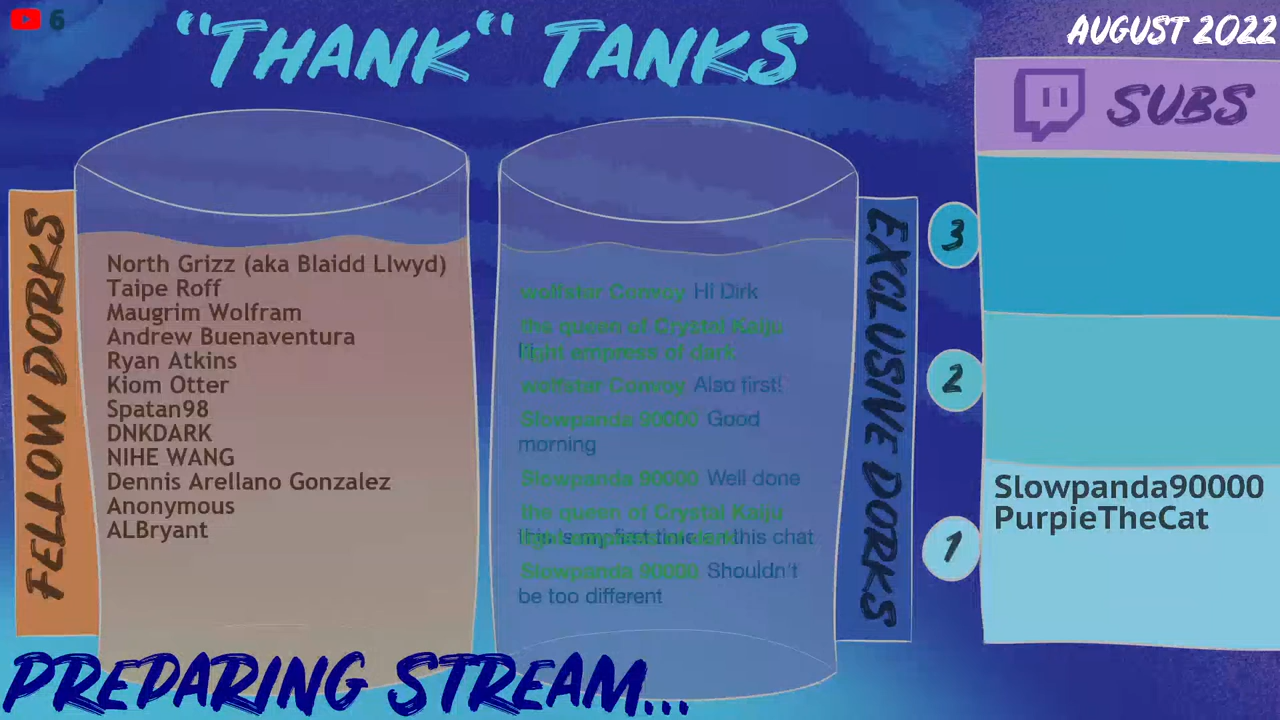 6
"THANK" TANKS
AUGUST 2022
SUBS
FELLOW DORKS
North Grizz (aka Blaidd Llwyd)
Taipe Roff
Maugrim Wolfram
Andrew Buenaventura
Ryan Atkins
Kiom Otter
Spatan98
DNKDARK
NIHE WANG
Dennis Arellano Gonzalez
Anonymous
ALBryant
wolfstar Convoy Hi Dirk
the queen of Crystal Kaiju
light empress of dark
wolfstar Convoy Also first!
Slowpanda 90000 Good
morning
Slowpanda 90000 Well done
the queen of Crystal Kaiju
this chat
Slowpanda 90000 Shouldn't
be too different
EXCLUSIVE DORKS
3
2
1
Slowpanda90000
PurpieTheCat
PREPARING STREAM...